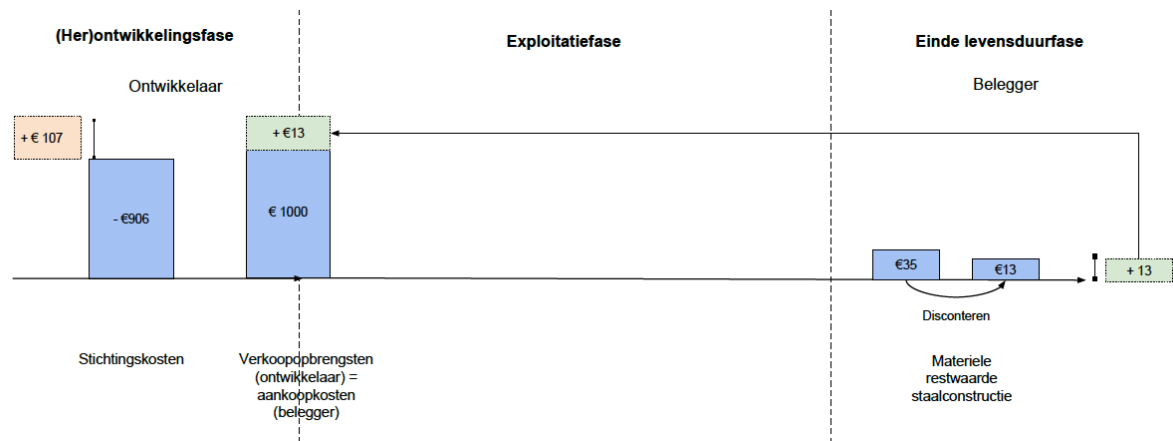 (Her)ontwikkelingsfase
Exploitatiefase
Einde levensduurfase
Ontwikkelaar
Belegger
+ € 107
+ €13
- €906
€ 1000
€35
€13
+ 13
Disconteren
Stichtingskosten
Verkoopopbrengsten
(ontwikkelaar) =
aankoopkosten
(belegger)
Materiele
restwaarde
staalconstructie